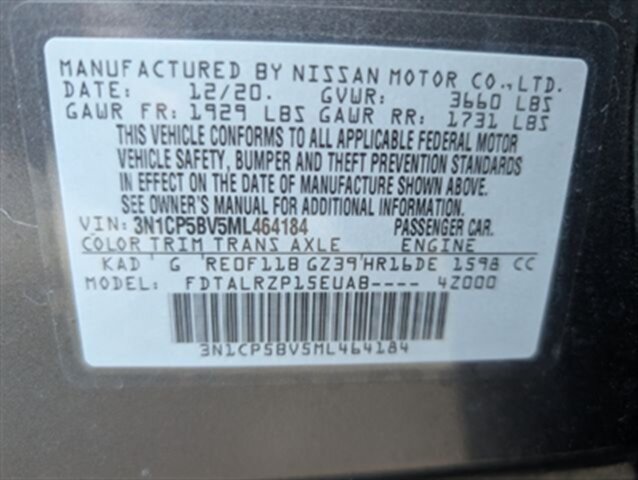 MANUFACTURED BY NISSAN MOTOR CO., LTD.
DATE: 12/20. GVWR: 3660 LBS
GAWR FR: 1929 LBS GAWR RR: 1731 LBS
THIS VEHICLE CONFORMS TO ALL APPLICABLE FEDERAL MOTOR
VEHICLE SAFETY, BUMPER AND THEFT PREVENTION STANDARDS
IN EFFECT ON THE DATE OF MANUFACTURE SHOWN ABOVE.
SEE OWNER'S MANUAL FOR ADDITIONAL INFORMATION.
VIN: 3N1CP5BV5ML464184 PASSENGER CAR.
COLOR TRIM TRANS AXLE ENGINE
KAD G RE0F11B GZ39 HR16DE 1598 CC
MODEL: FDTALRZP15EUAB---- 4Z000
3N1CP5BV5ML464184